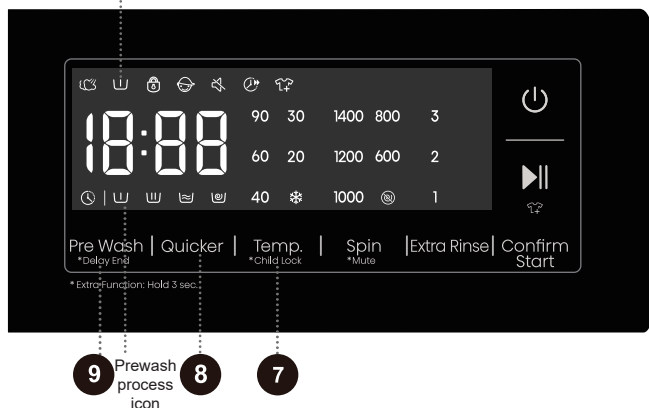 18:88
90 30 1400 800 3
60 20 1200 600 2
40 1000 1
Pre Wash | Quicker | Temp. | Spin | Extra Rinse | Confirm Start
*Delay End *Child Lock *Mute
* Extra Function: Hold 3 sec.
9 Prewash process icon 8 7